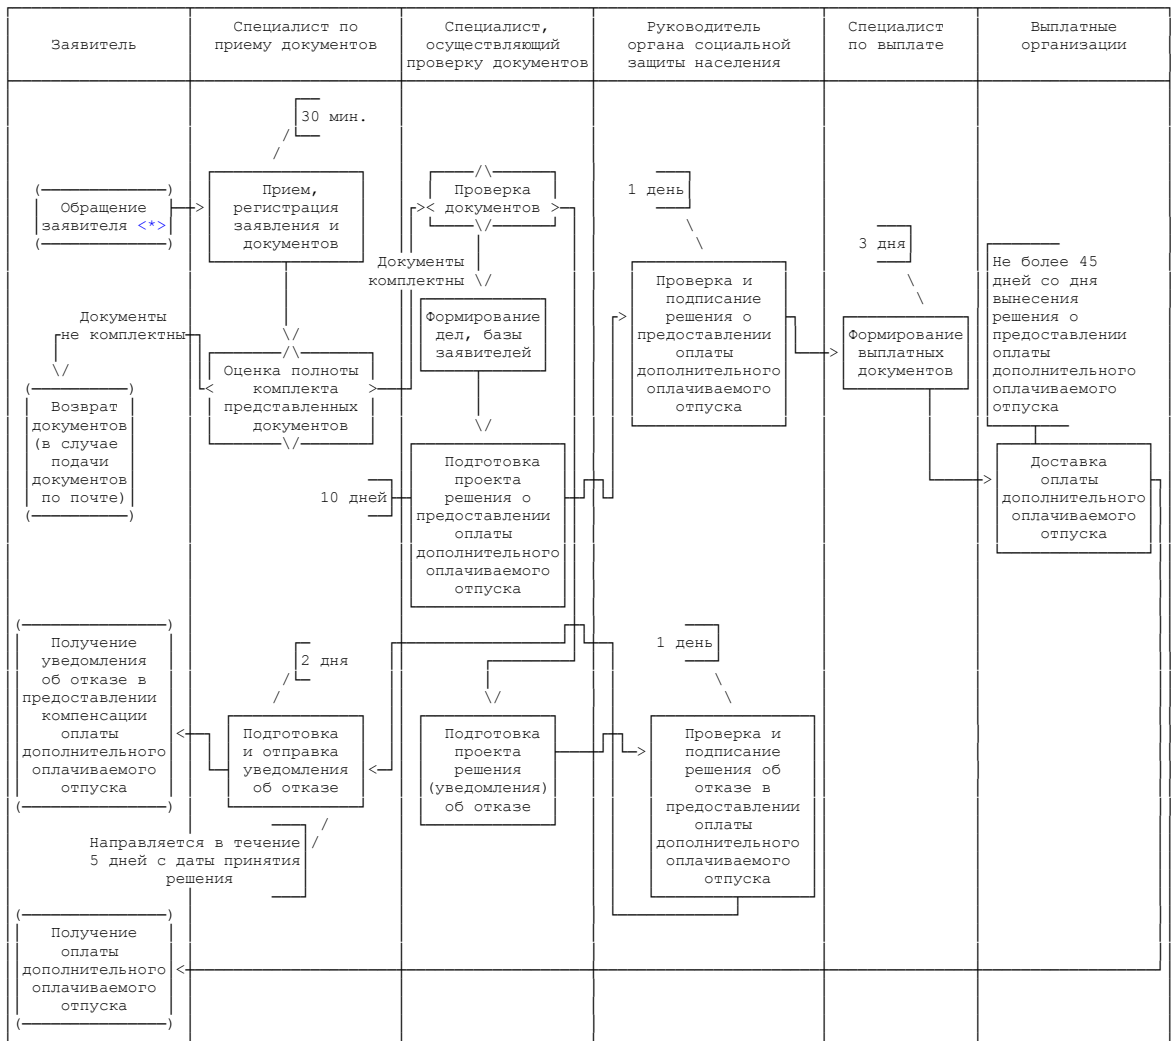 Заявитель
Специалист по
приему документов
Специалист,
осуществляющий
проверку документов
Руководитель
органа социальной
защиты населения
Специалист
по выплате
Выплатные
организации
30 мин.
Обращение
заявителя <*>
Прием,
регистрация
заявления и
документов
Проверка
документов
1 день
3 дня
Документы
комплектны
Документы
не комплектны
Оценка полноты
комплекта
представленных
документов
Формирование
дел, базы
заявителей
Проверка и
подписание
решения о
предоставлении
оплаты
дополнительного
оплачиваемого
отпуска
Формирование
выплатных
документов
Не более 45
дней со дня
вынесения
решения о
предоставлении
оплаты
дополнительного
оплачиваемого
отпуска
Возврат
документов
(в случае
подачи
документов
по почте)
10 дней
Подготовка
проекта
решения о
предоставлении
оплаты
дополнительного
оплачиваемого
отпуска
Доставка
оплаты
дополнительного
оплачиваемого
отпуска
Получение
уведомления
об отказе в
предоставлении
компенсации
оплаты
дополнительного
оплачиваемого
отпуска
2 дня
1 день
Подготовка
и отправка
уведомления
об отказе
Подготовка
проекта
решения
(уведомления)
об отказе
Проверка и
подписание
решения об
отказе в
предоставлении
оплаты
дополнительного
оплачиваемого
отпуска
Направляется в течение
5 дней с даты принятия
решения
Получение
оплаты
дополнительного
оплачиваемого
отпуска